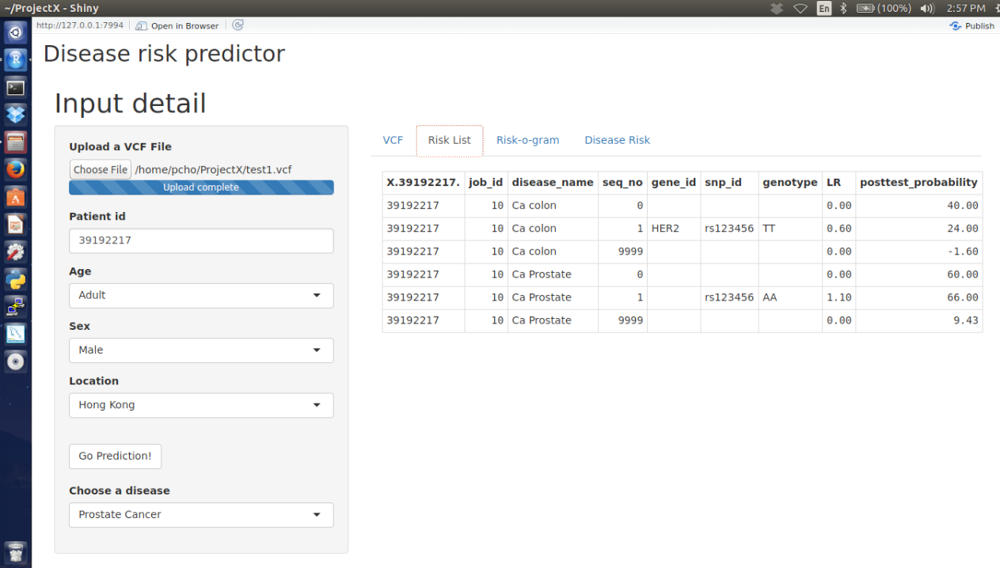 ~/ProjectX - Shiny
En
(100%)
2:57 PM
http://127.0.0.1:7994
Open in Browser
Publish
Disease risk predictor
Input detail
Upload a VCF File
Choose File /home/pcho/ProjectX/test1.vcf
Upload complete
Patient id
39192217
Age
Adult
Sex
Male
Location
Hong Kong
Go Prediction!
Choose a disease
Prostate Cancer
VCF Risk List Risk-o-gram Disease Risk
X.39192217. job_id disease_name seq_no gene_id snp_id genotype LR posttest_probability
39192217 10 Ca colon 0 0.00 40.00
39192217 10 Ca colon 1 HER2 rs123456 TT 0.60 24.00
39192217 10 Ca colon 9999 0.00 -1.60
39192217 10 Ca Prostate 0 0.00 60.00
39192217 10 Ca Prostate 1 rs123456 AA 1.10 66.00
39192217 10 Ca Prostate 9999 0.00 9.43